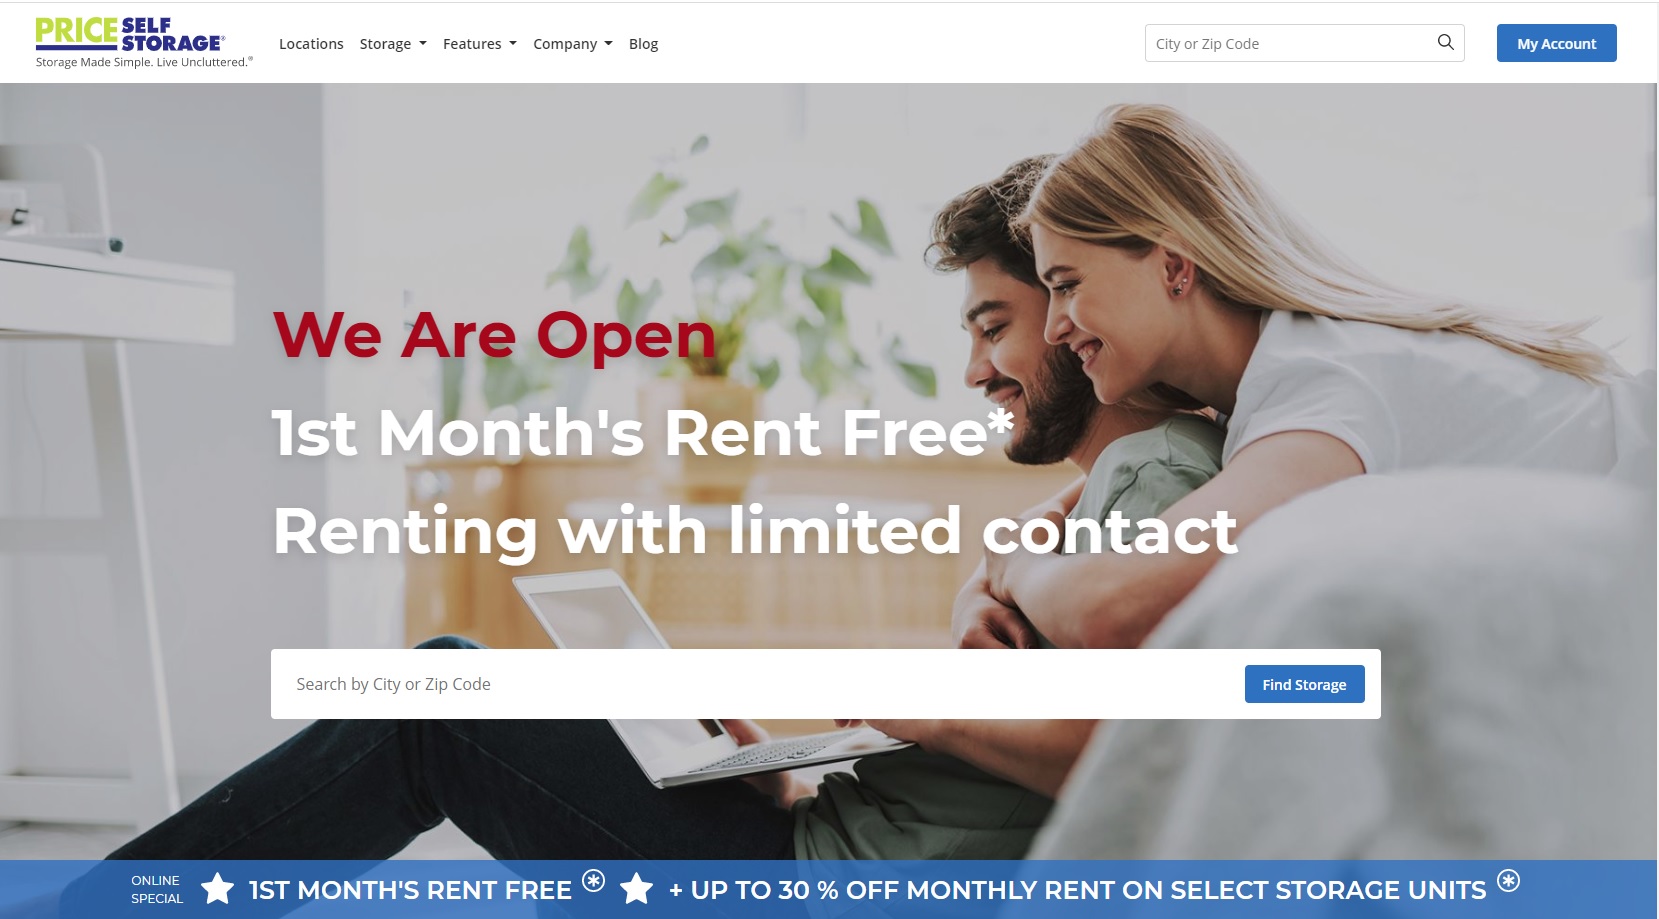 PRICE SELF STORAGE®
Storage Made Simple. Live Uncluttered.®
Locations Storage Features Company Blog
City or Zip Code
My Account
We Are Open
1st Month's Rent Free*
Renting with limited contact
Search by City or Zip Code
Find Storage
ONLINE SPECIAL
1ST MONTH'S RENT FREE * + UP TO 30 % OFF MONTHLY RENT ON SELECT STORAGE UNITS *